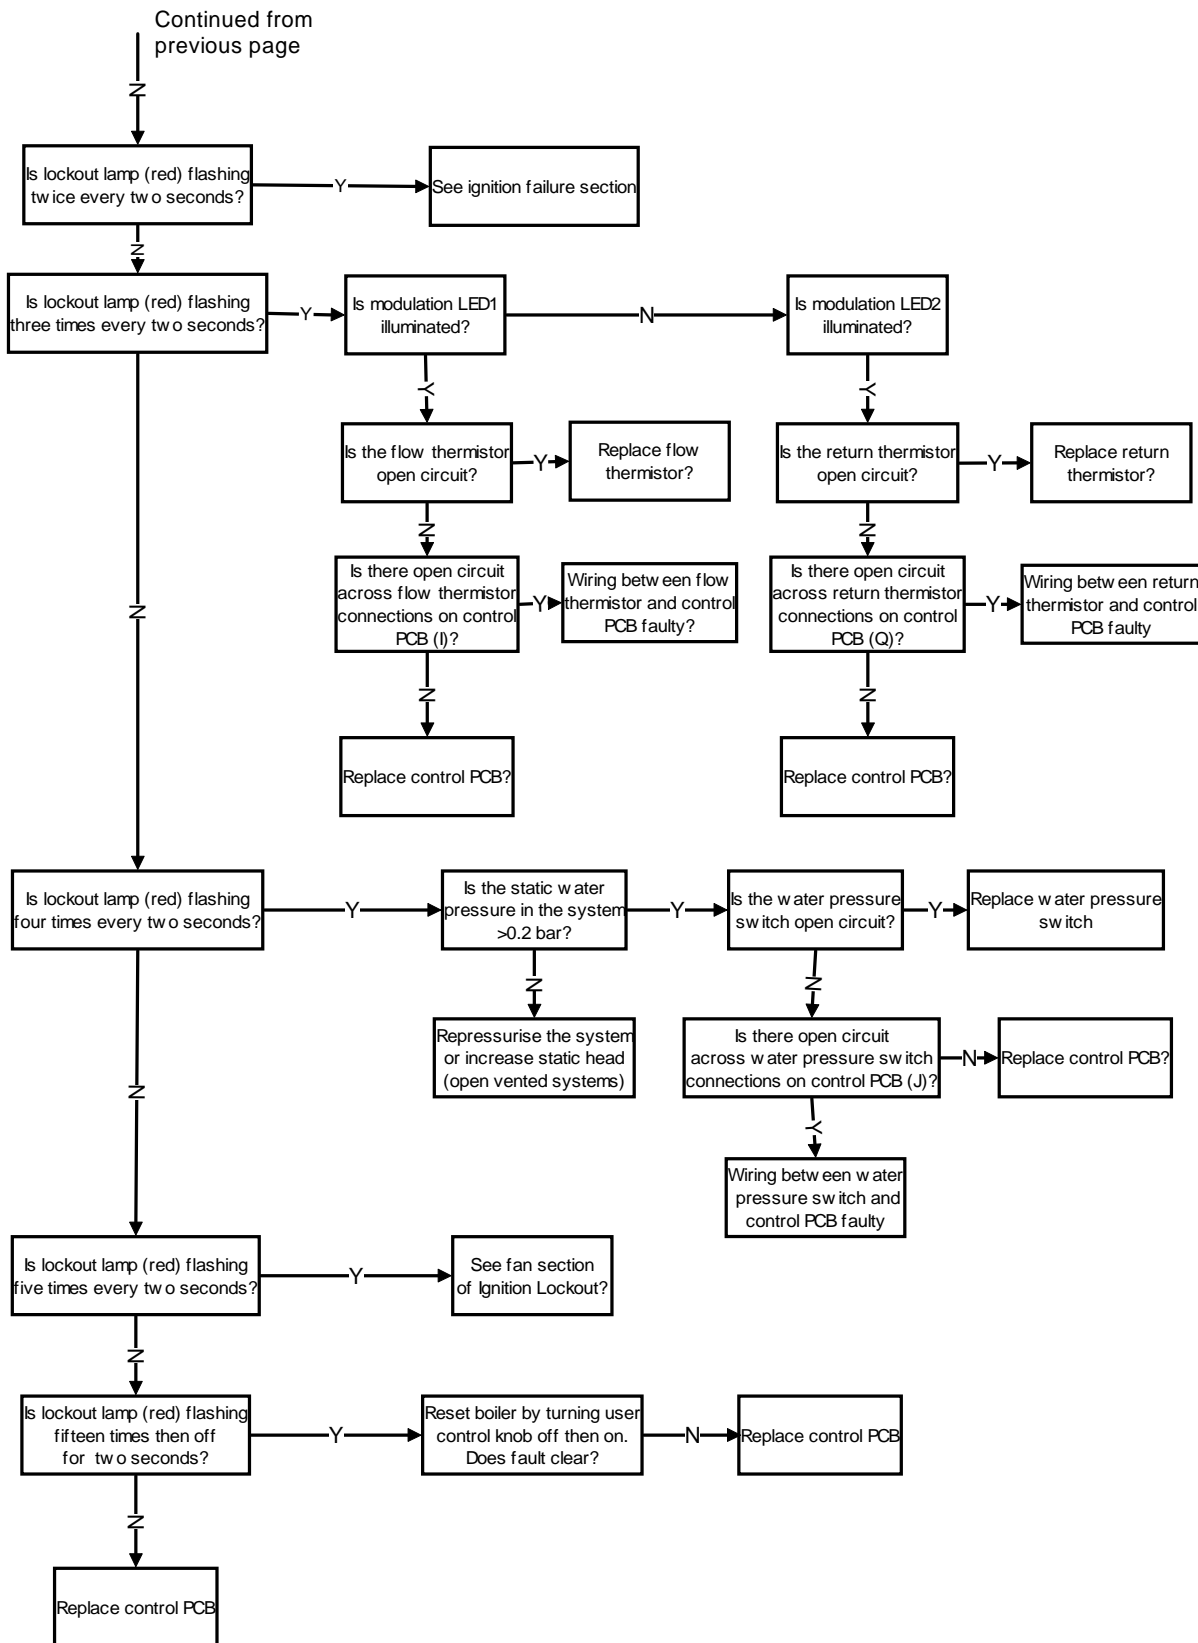 Continued from
previous page
N
Is lockout lamp (red) flashing
twice every two seconds?
Y
See ignition failure section
N
Is lockout lamp (red) flashing
three times every two seconds?
Y
Is modulation LED1
illuminated?
N
Is modulation LED2
illuminated?
Y
Y
Is the flow thermistor
open circuit?
Y
Replace flow
thermistor?
Is the return thermistor
open circuit?
Y
Replace return
thermistor?
N
N
Is there open circuit
across flow thermistor
connections on control
PCB (I)?
Y
Wiring between flow
thermistor and control
PCB faulty?
Is there open circuit
across return thermistor
connections on control
PCB (Q)?
Y
Wiring between return
thermistor and control
PCB faulty
N
N
N
Replace control PCB?
Replace control PCB?
Is lockout lamp (red) flashing
four times every two seconds?
Y
Is the static water
pressure in the system
>0.2 bar?
Y
Is the water pressure
switch open circuit?
Y
Replace water pressure
switch
N
N
Repressurise the system
or increase static head
(open vented systems)
Is there open circuit
across water pressure switch
connections on control PCB (J)?
N
Replace control PCB?
N
Y
Wiring between water
pressure switch and
control PCB faulty
Is lockout lamp (red) flashing
five times every two seconds?
Y
See fan section
of Ignition Lockout?
N
Is lockout lamp (red) flashing
fifteen times then off
for two seconds?
Y
Reset boiler by turning user
control knob off then on.
Does fault clear?
N
Replace control PCB
N
Replace control PCB